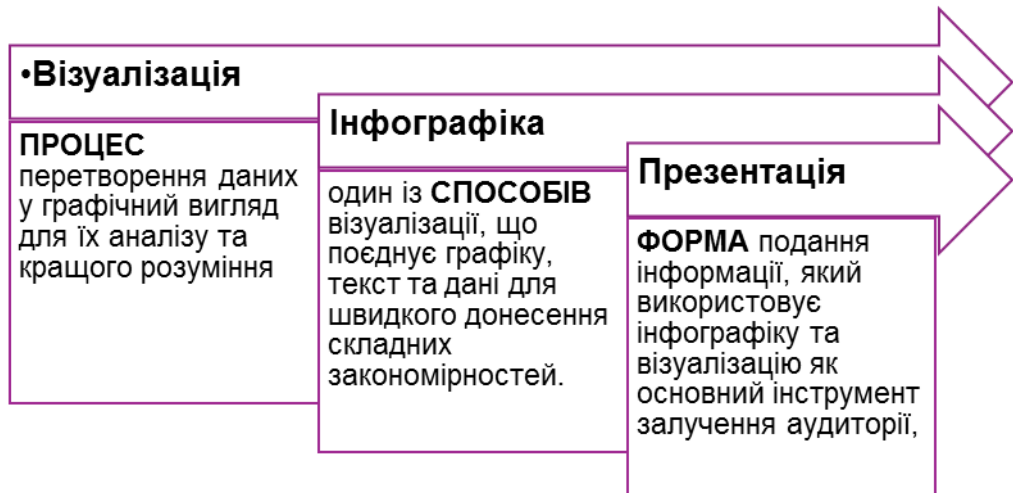 •Візуалізація
ПРОЦЕС
перетворення даних
у графічний вигляд
для їх аналізу та
кращого розуміння
Інфографіка
один із СПОСОБІВ
візуалізації, що
поєднує графіку,
текст та дані для
швидкого донесення
складних
закономірностей.
Презентація
ФОРМА подання
інформації, який
використовує
інфографіку та
візуалізацію як
основний інструмент
залучення аудиторії,